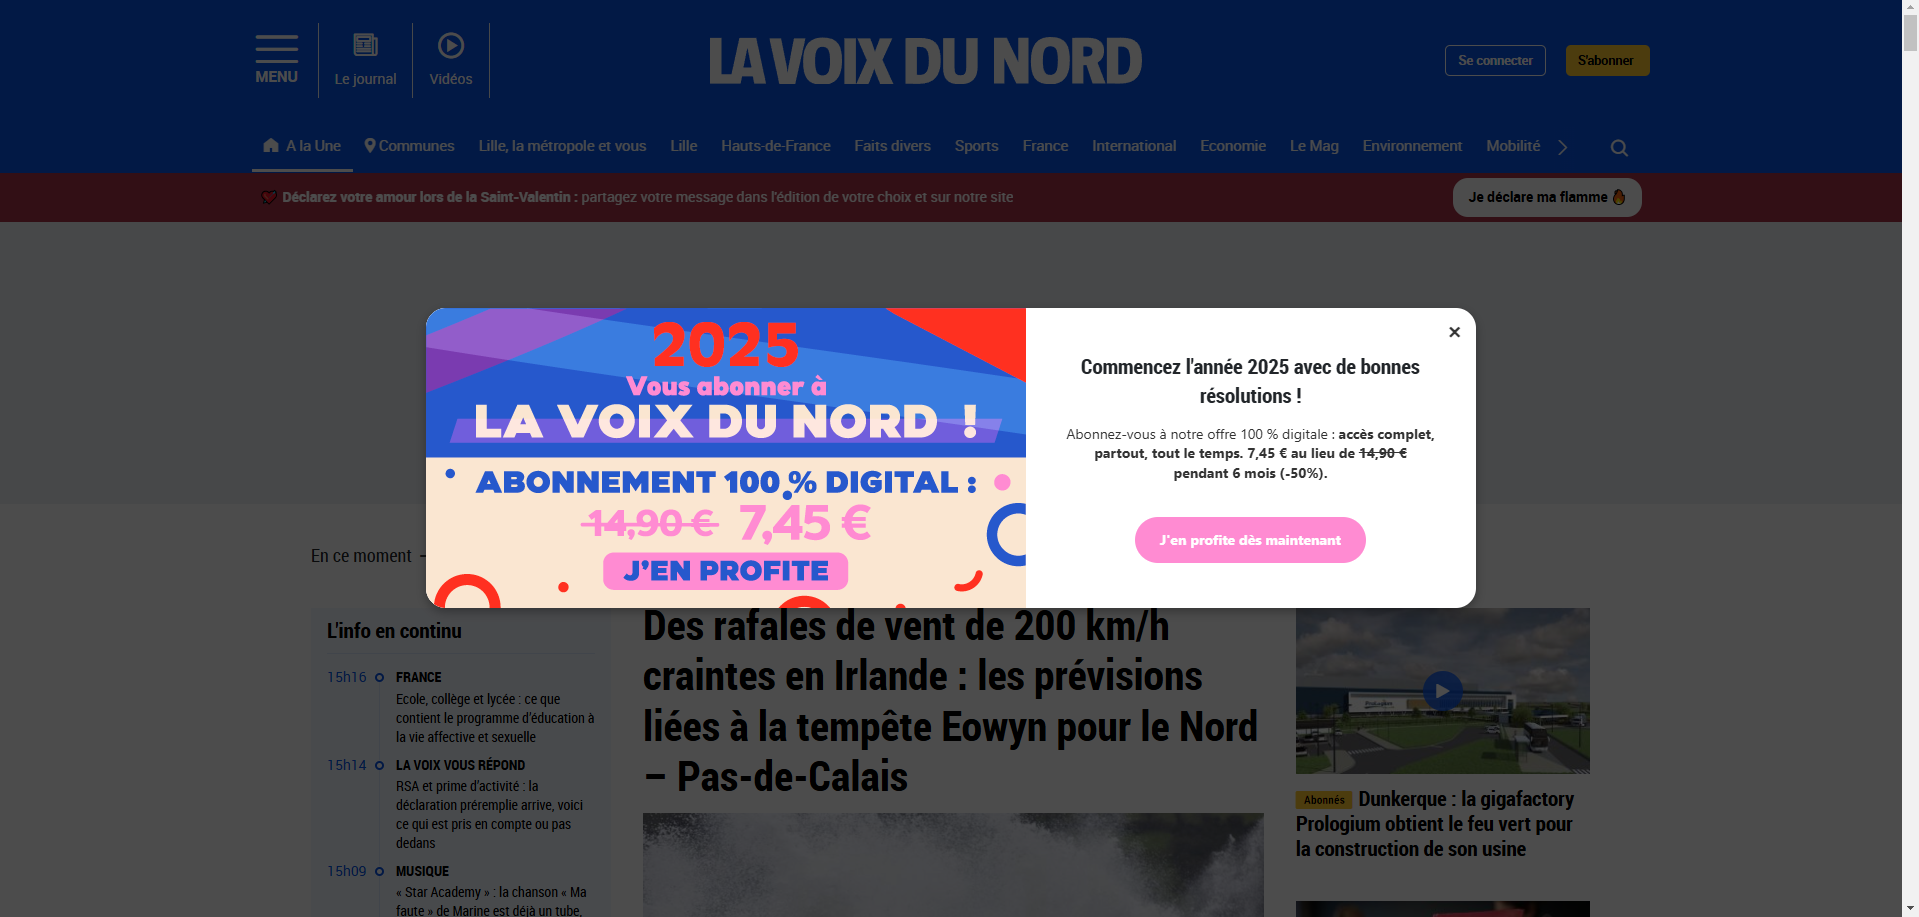 MENU
Le journal
Vidéos
LA VOIX DU NORD
Se connecter
S'abonner
A la Une
Communes
Lille, la métropole et vous
Lille
Hauts-de-France
Faits divers
Sports
France
International
Economie
Le Mag
Environnement
Mobilité
Déclarez votre amour lors de la Saint-Valentin : partagez votre message dans l'édition de votre choix et sur notre site
Je déclare ma flamme
2025
Vous abonner à
LA VOIX DU NORD !
ABONNEMENT 100 % DIGITAL :
14,90 € 7,45 €
J'EN PROFITE
Commencez l'année 2025 avec de bonnes
résolutions !
Abonnez-vous à notre offre 100 % digitale : accès complet,
partout, tout le temps. 7,45 € au lieu de 14,90 €
pendant 6 mois (-50%).
J'en profite dès maintenant
En ce moment
L'info en continu
15h16
FRANCE
Ecole, collège et lycée : ce que
contient le programme d'éducation à
la vie affective et sexuelle
15h14
LA VOIX VOUS RÉPOND
RSA et prime d'activité : la
déclaration préremplie arrive, voici
ce qui est pris en compte ou pas
dedans
15h09
MUSIQUE
« Star Academy » : la chanson « Ma
faute » de Marine est déjà un tube,
Des rafales de vent de 200 km/h
craintes en Irlande : les prévisions
liées à la tempête Eowyn pour le Nord
– Pas-de-Calais
ProLogium
Abonnés Dunkerque : la gigafactory
Prologium obtient le feu vert pour
la construction de son usine